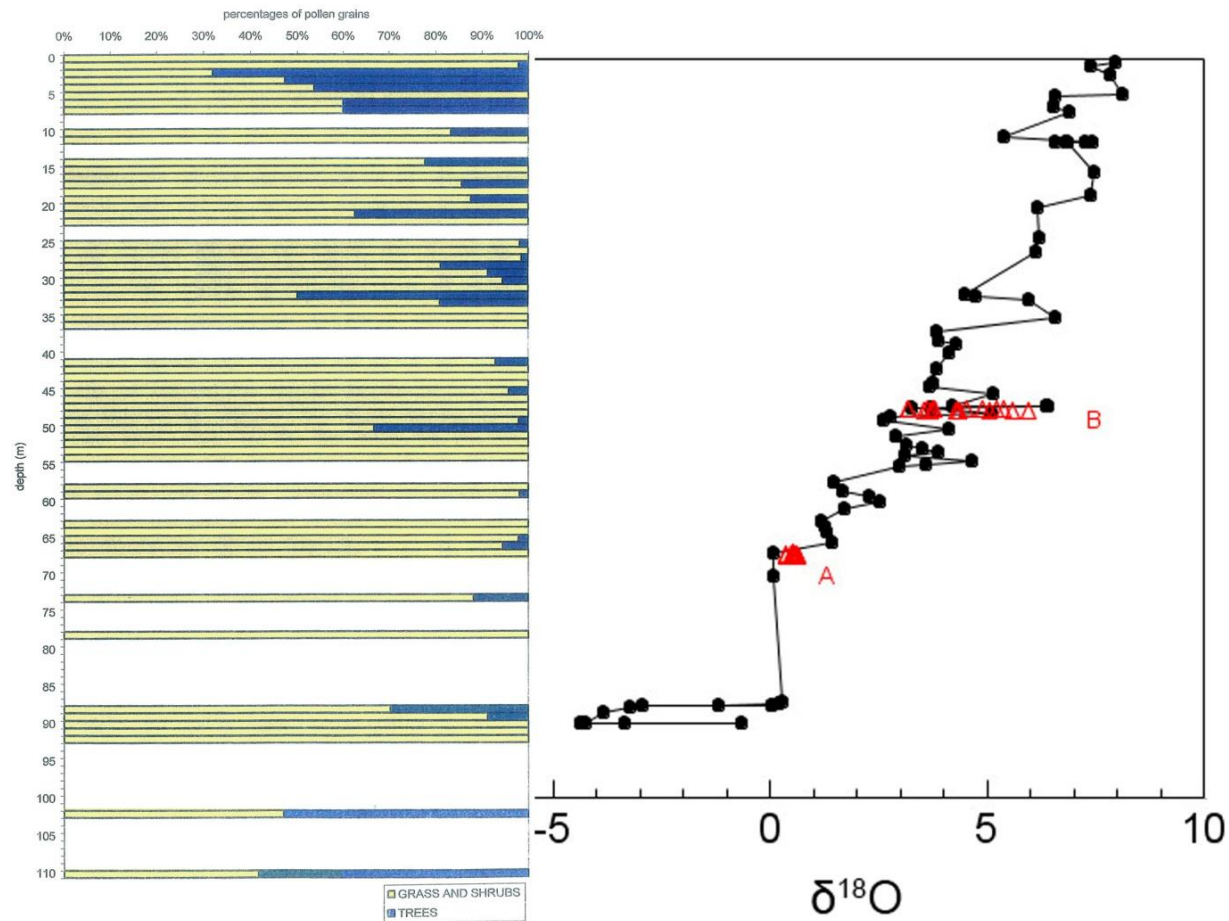 percentages of pollen grains
0% 10% 20% 30% 40% 50% 60% 70% 80% 90% 100%
0
5
10
15
20
25
30
35
40
45
50
55
60
65
70
75
80
85
90
95
100
105
110
depth (m)
GRASS AND SHRUBS
TREES
B
A
-5 0 5 10
δ¹⁸O